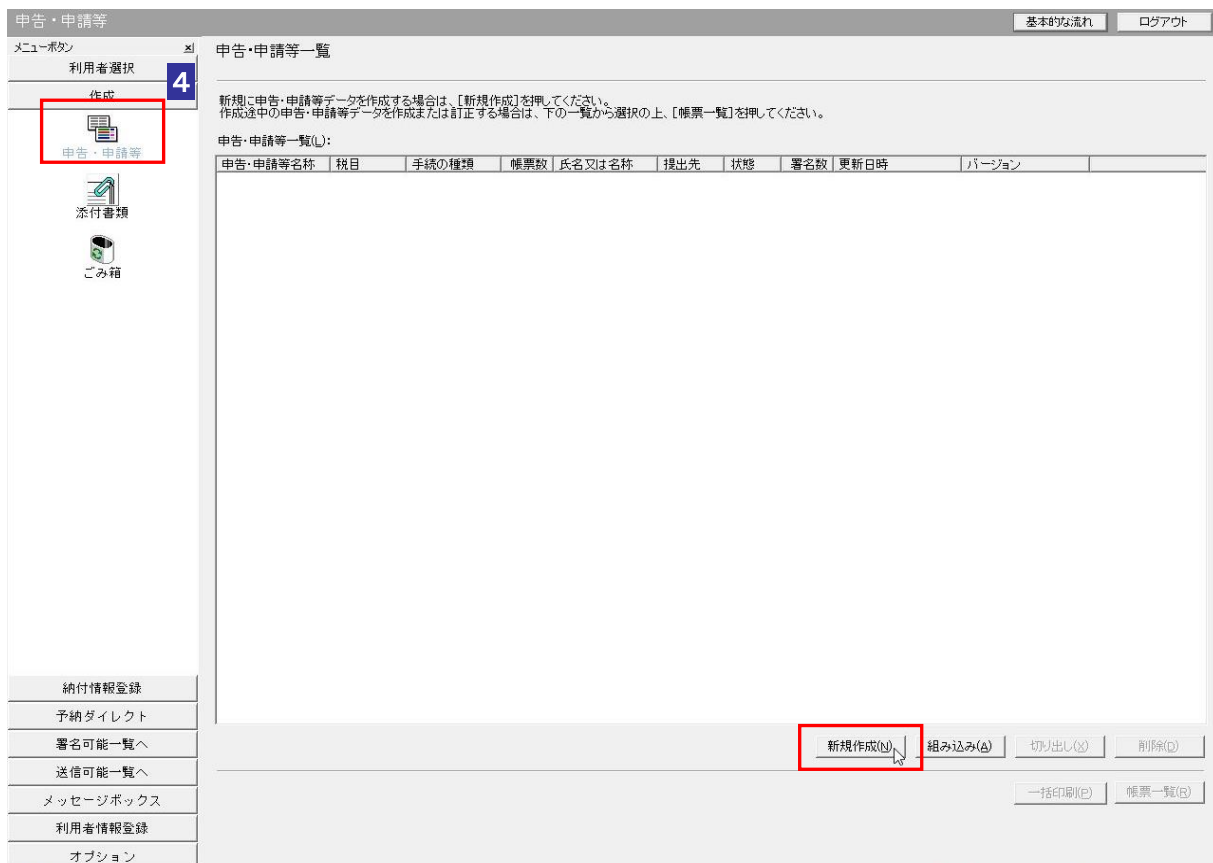 申告・申請等
基本的な流れ
ログアウト
メニューボタン
利用者選択
4
作成
申告・申請等
添付書類
ごみ箱
納付情報登録
予納ダイレクト
署名可能一覧へ
送信可能一覧へ
メッセージボックス
利用者情報登録
オプション
申告・申請等一覧
新規に申告・申請等データを作成する場合は、[新規作成]を押してください。
作成途中の申告・申請等データを作成または訂正する場合は、下の一覧から選択の上、[帳票一覧]を押してください。
申告・申請等一覧(L):
申告・申請等名称 税目 手続の種類 帳票数 氏名又は名称 提出先 状態 署名数 更新日時 バージョン
新規作成(N) 組み込み(A) 切り出し(X) 削除(D)
一括印刷(P) 帳票一覧(R)